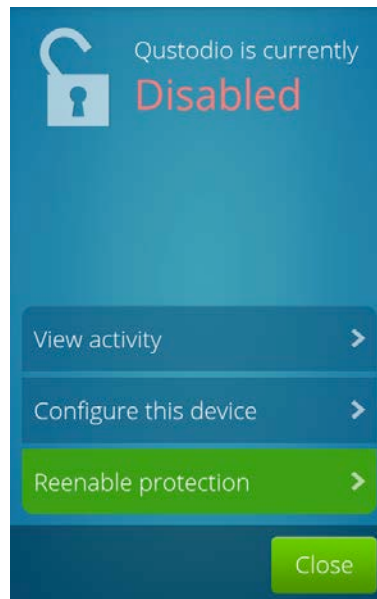 Qustodio is currently
Disabled
View activity
Configure this device
Reenable protection
Close